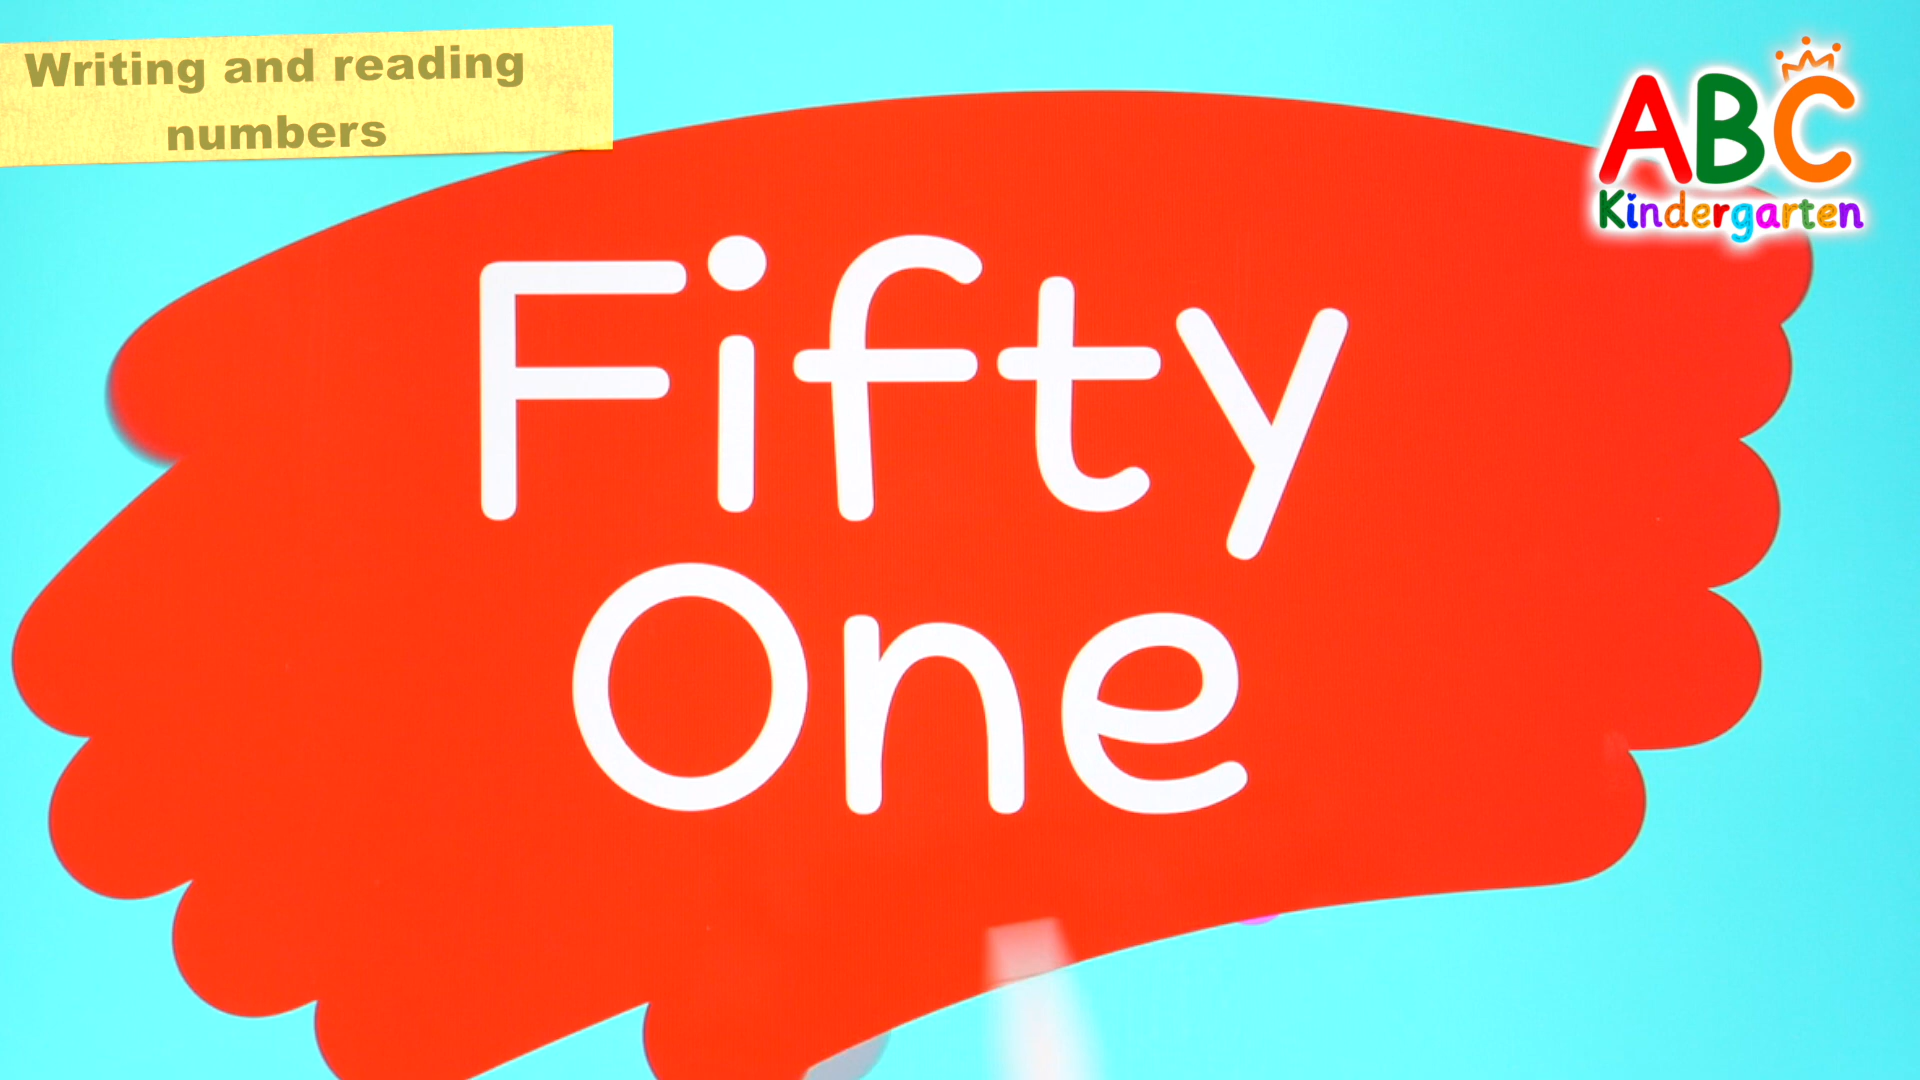 Writing and reading
numbers
ABC
Kindergarten
Fifty
One